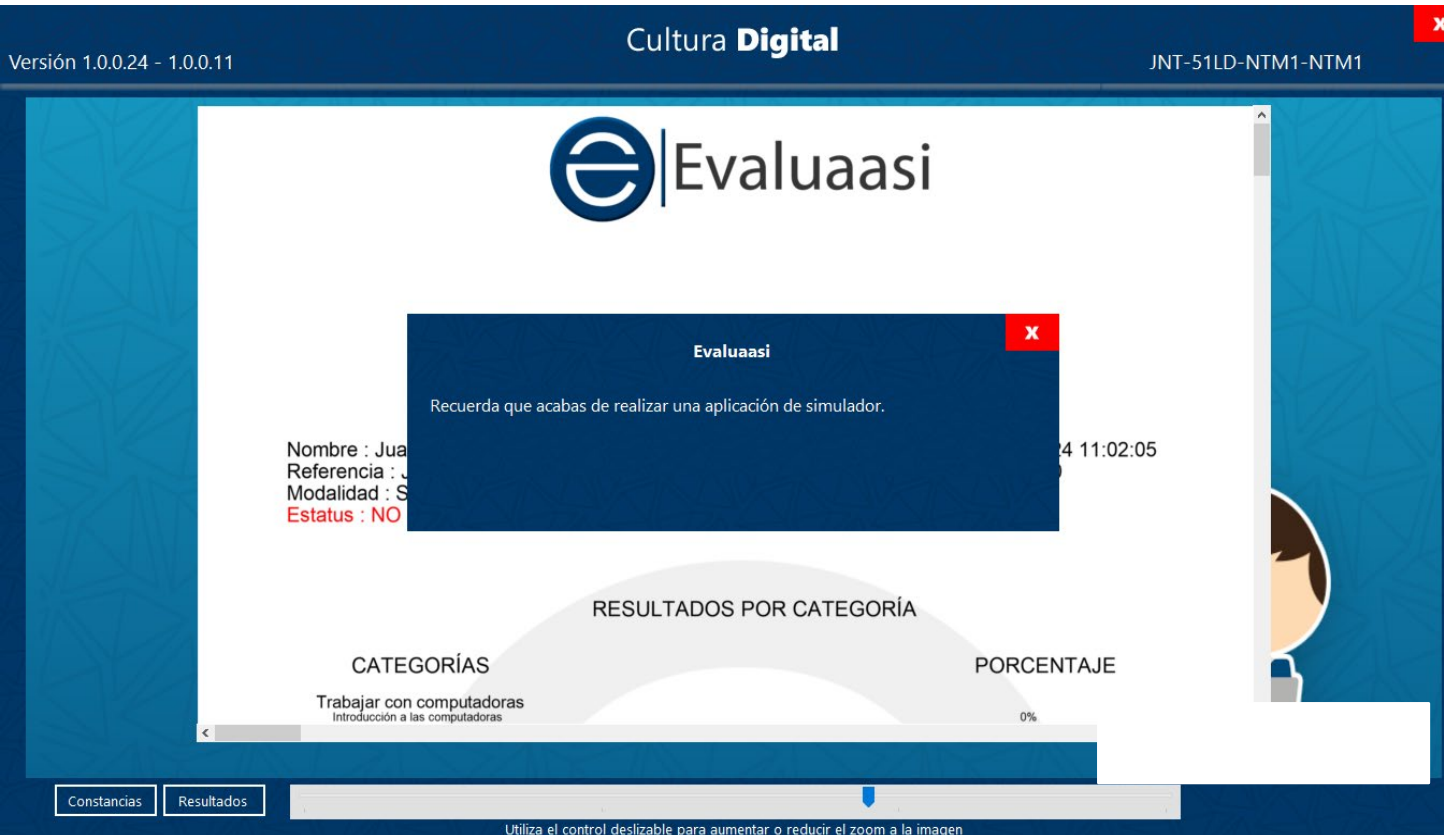 Cultura Digital
X
Versión 1.0.0.24 - 1.0.0.11
JNT-51LD-NTM1-NTM1
Evaluaasi
X
Evaluaasi
Recuerda que acabas de realizar una aplicación de simulador.
Nombre : Jua 4 11:02:05
Referencia :
Modalidad : S
Estatus : NO
RESULTADOS POR CATEGORÍA
CATEGORÍAS PORCENTAJE
Trabajar con computadoras
Introducción a las computadoras 0%
Constancias Resultados
Utiliza el control deslizable para aumentar o reducir el zoom a la imagen